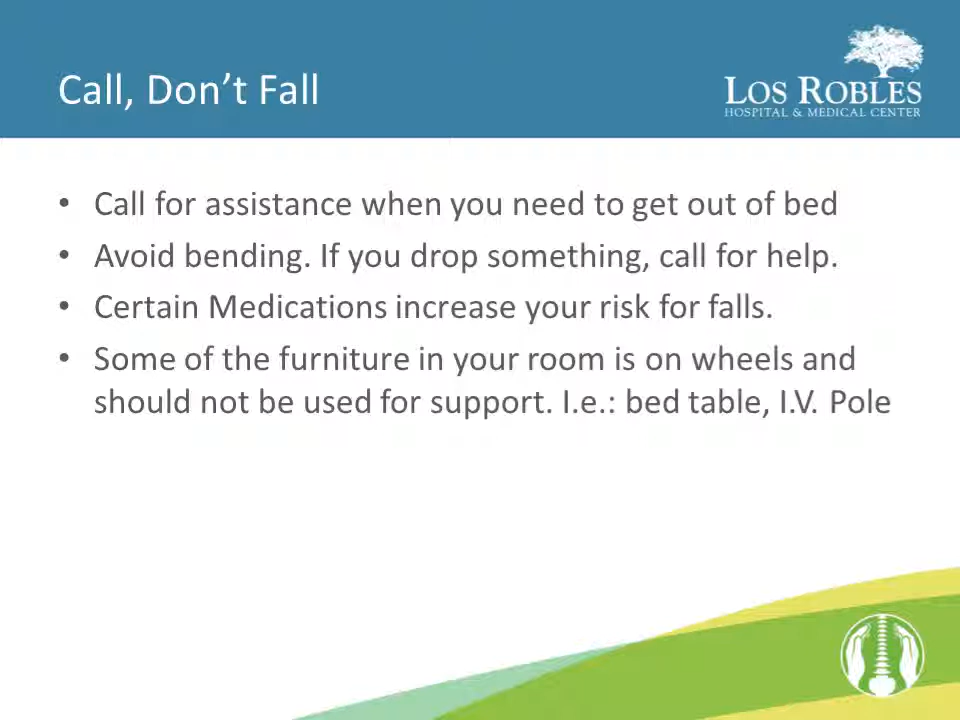 Call, Don’t Fall
LOS ROBLES
HOSPITAL & MEDICAL CENTER
• Call for assistance when you need to get out of bed
• Avoid bending. If you drop something, call for help.
• Certain Medications increase your risk for falls.
• Some of the furniture in your room is on wheels and
should not be used for support. I.e.: bed table, I.V. Pole